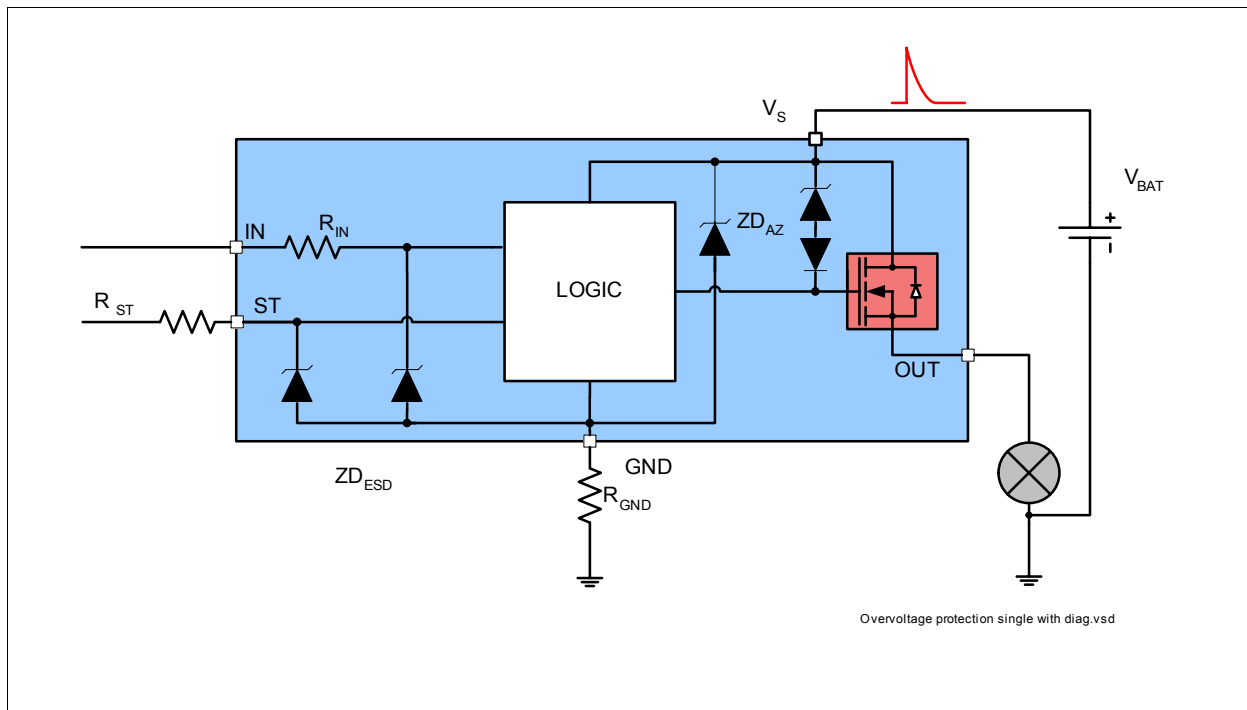 V_S
V_BAT
IN
R_IN
ZD_AZ
LOGIC
R_ST
ST
OUT
GND
ZD_ESD
R_GND
Overvoltage protection single with diag.vsd